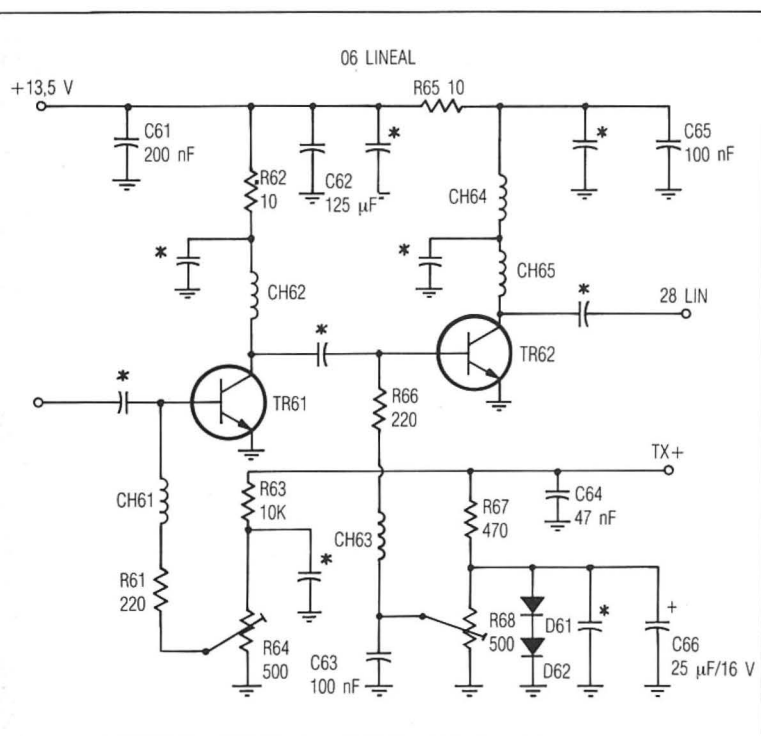 06 LINEAL
+13,5 V
R65 10
C61
200 nF
*
C65
100 nF
R62
10
C62
125 µF
*
CH64
*
*
CH62
CH65
*
28 LIN
*
TR62
*
TR61
R66
220
TX+
CH61
R63
10K
R67
470
C64
47 nF
CH63
*
R61
220
R64
500
C63
100 nF
R68
500
D61
D62
*
+
C66
25 µF/16 V